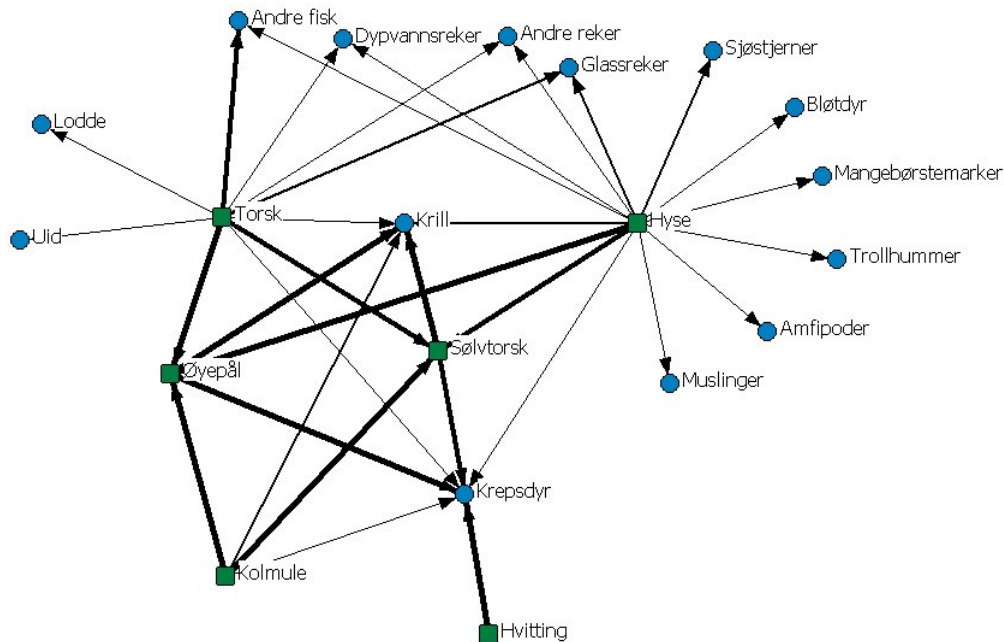 Andre fisk
Dypvannsreker
Andre reker
Glassreker
Sjøstjerner
Bløtdyr
Lodde
Mangebørstemarker
Torsk
Krill
Hyse
Uid
Trollhummer
Amfipoder
Sølvtorsk
Øyepål
Muslinger
Krepsdyr
Kolmule
Hvitting